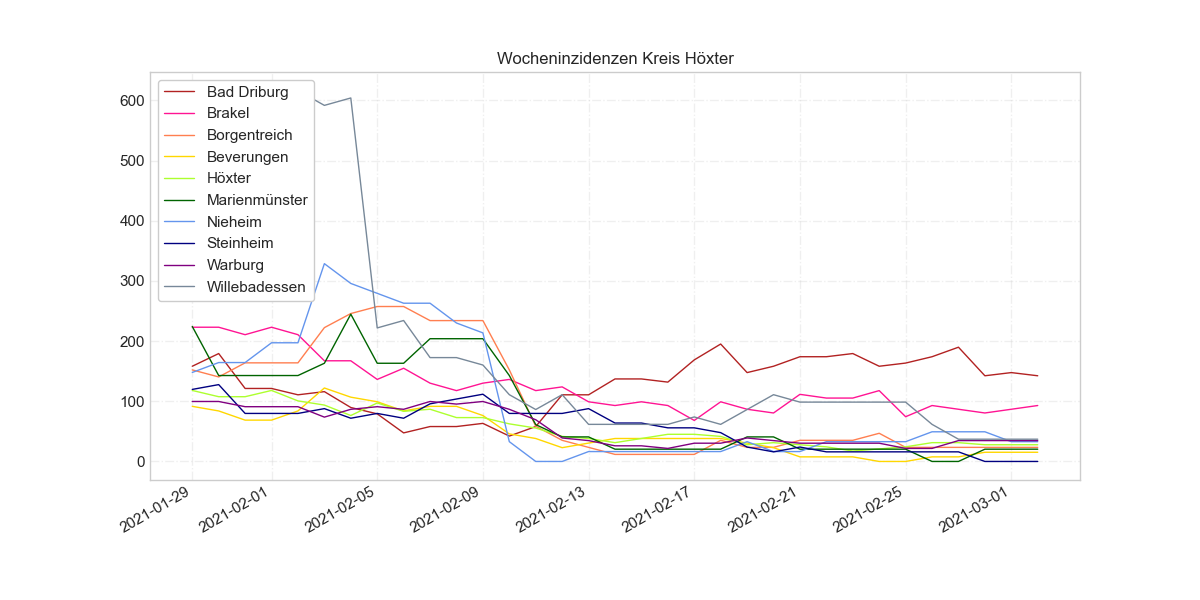 Wocheninzidenzen Kreis Höxter
600
500
400
300
200
100
0
Bad Driburg
Brakel
Borgentreich
Beverungen
Höxter
Marienmünster
Nieheim
Steinheim
Warburg
Willebadessen
2021-01-29
2021-02-01
2021-02-05
2021-02-09
2021-02-13
2021-02-17
2021-02-21
2021-02-25
2021-03-01